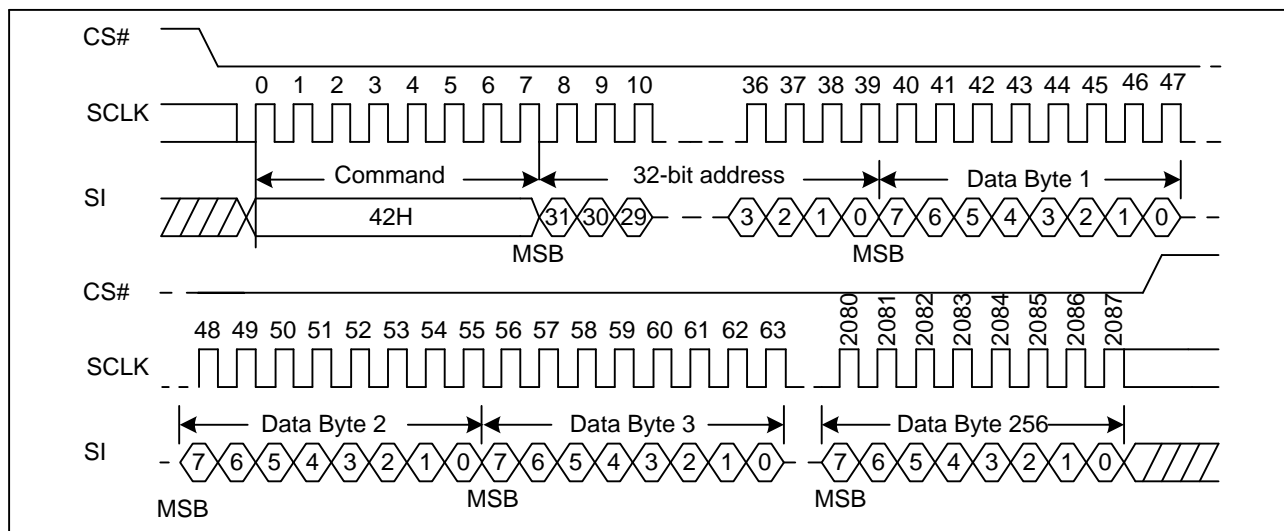 CS#
0 1 2 3 4 5 6 7 8 9 10 36 37 38 39 40 41 42 43 44 45 46 47
SCLK
Command 32-bit address Data Byte 1
SI
42H 31 30 29 3 2 1 0 7 6 5 4 3 2 1 0
MSB MSB
CS#
48 49 50 51 52 53 54 55 56 57 58 59 60 61 62 63 2080 2081 2082 2083 2084 2085 2086 2087
SCLK
Data Byte 2 Data Byte 3 Data Byte 256
SI
7 6 5 4 3 2 1 0 7 6 5 4 3 2 1 0 7 6 5 4 3 2 1 0
MSB MSB MSB